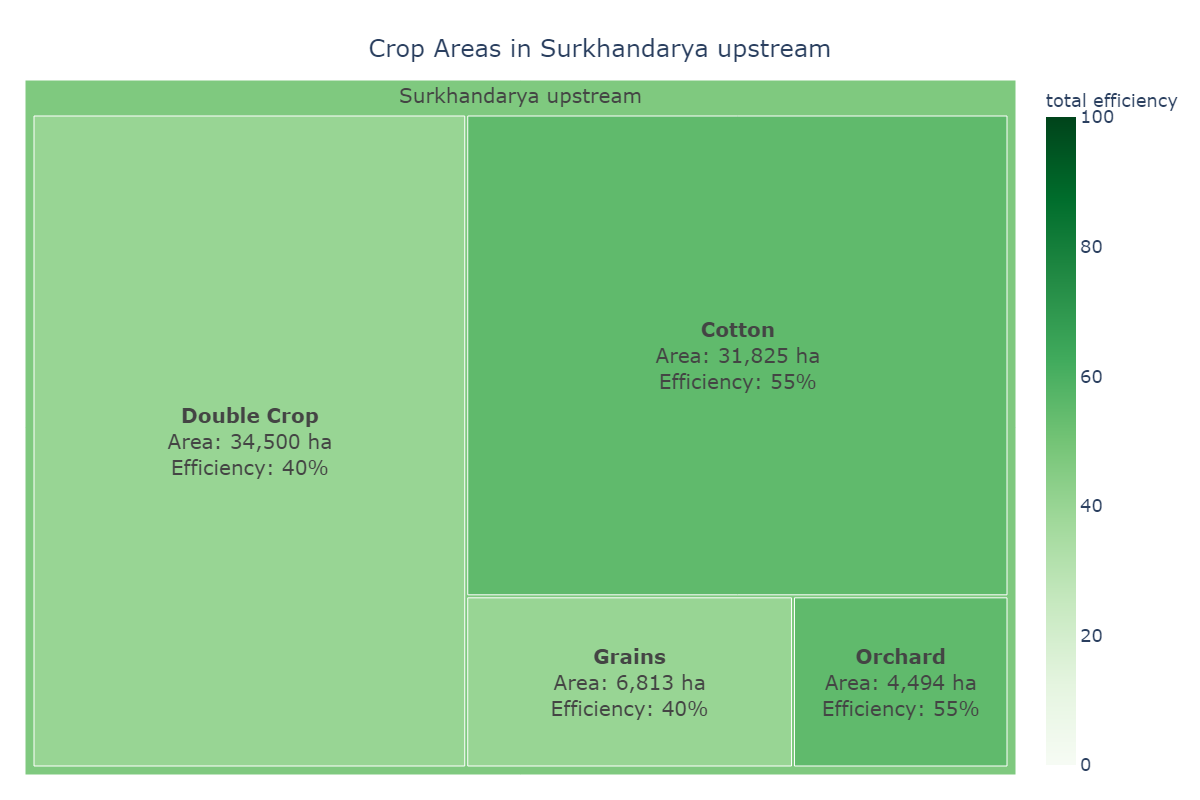 Crop Areas in Surkhandarya upstream
Surkhandarya upstream
Double Crop
Area: 34,500 ha
Efficiency: 40%
Cotton
Area: 31,825 ha
Efficiency: 55%
Grains
Area: 6,813 ha
Efficiency: 40%
Orchard
Area: 4,494 ha
Efficiency: 55%
total efficiency
100
80
60
40
20
0